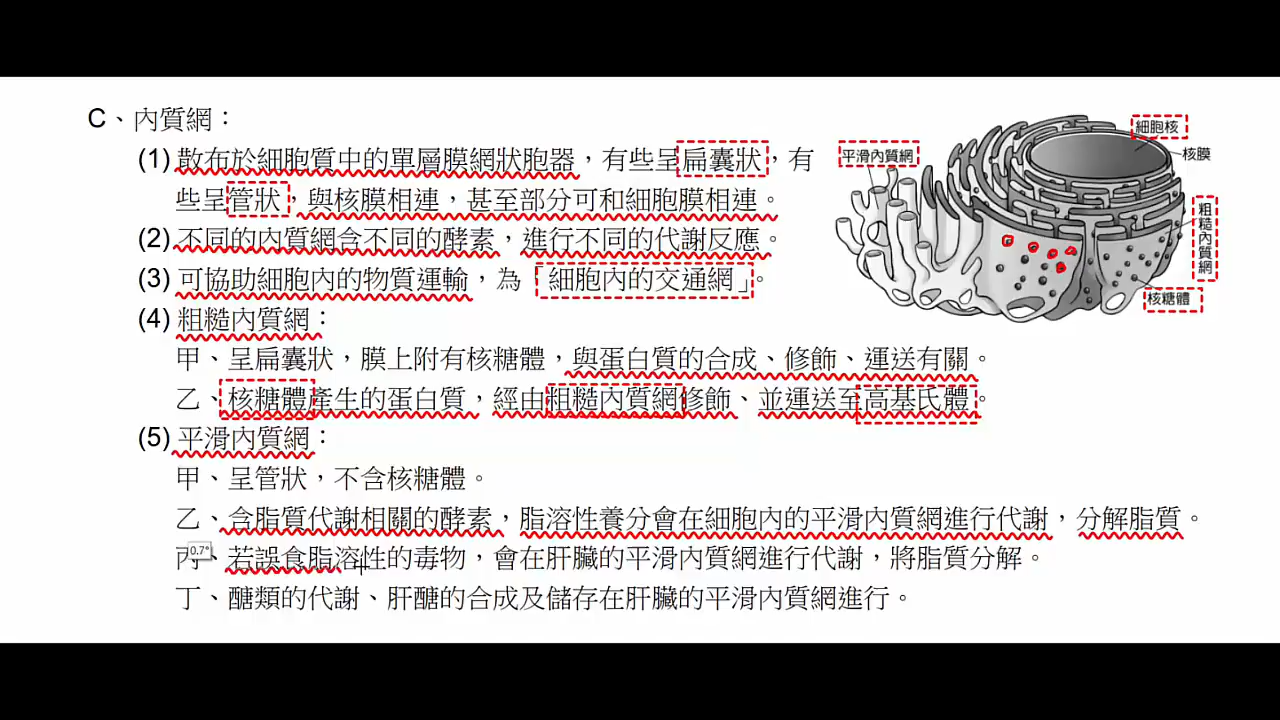 C、內質網：
(1) 散布於細胞質中的單層膜網狀胞器，有些呈扁囊狀，有
些呈管狀，與核膜相連，甚至部分可和細胞膜相連。
(2) 不同的內質網含不同的酵素，進行不同的代謝反應。
(3) 可協助細胞內的物質運輸，為「細胞內的交通網」。
(4) 粗糙內質網：
甲、呈扁囊狀，膜上附有核糖體，與蛋白質的合成、修飾、運送有關。
乙、核糖體產生的蛋白質，經由粗糙內質網修飾、並運送至高基氏體。
(5) 平滑內質網：
甲、呈管狀，不含核糖體。
乙、含脂質代謝相關的酵素，脂溶性養分會在細胞內的平滑內質網進行代謝，分解脂質。
丙、若誤食脂溶性的毒物，會在肝臟的平滑內質網進行代謝，將脂質分解。
0.7°
丁、醣類的代謝、肝醣的合成及儲存在肝臟的平滑內質網進行。
細胞核
平滑內質網
核膜
粗糙內質網
核糖體